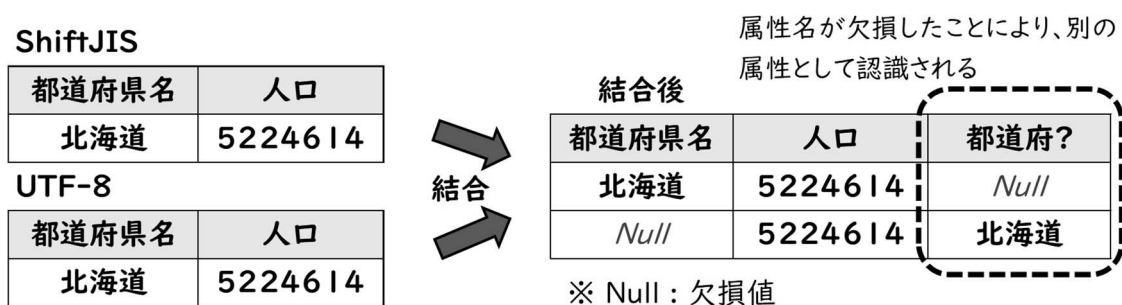 ShiftJIS
都道府県名 人口
北海道 5224614
UTF-8
都道府県名 人口
北海道 5224614
結合
属性名が欠損したことにより、別の
属性として認識される
結合後
都道府県名 人口 都道府?
北海道 5224614 Null
Null 5224614 北海道
※ Null : 欠損値